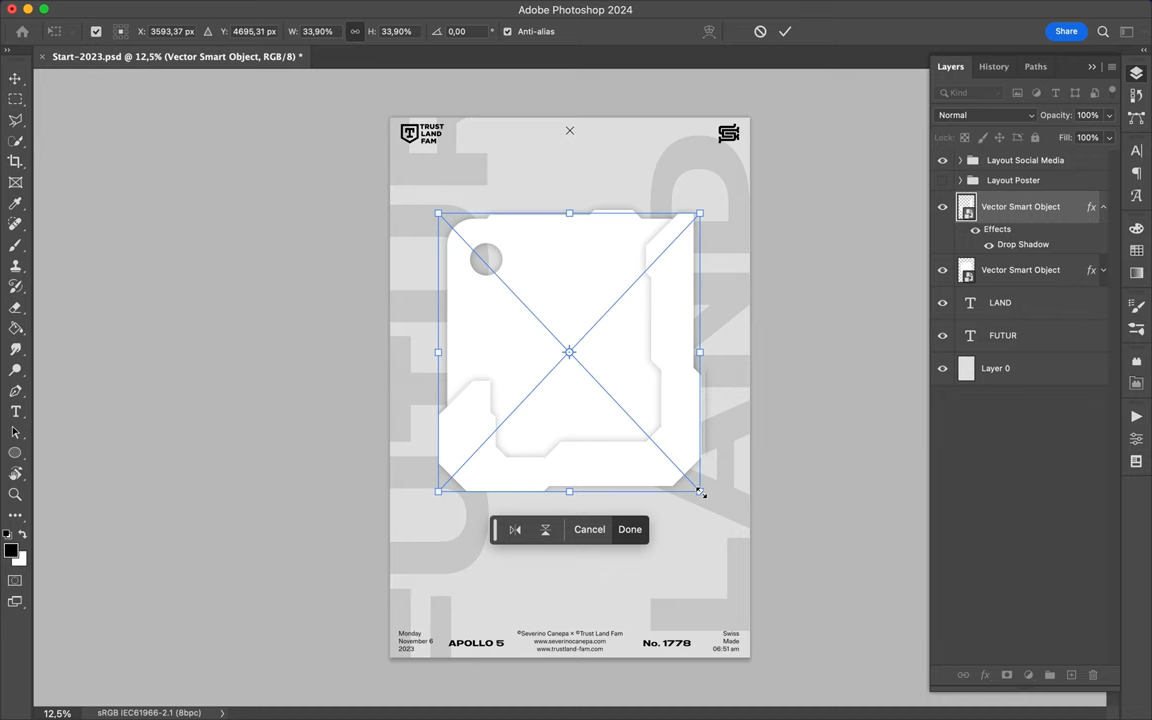 Adobe Photoshop 2024
X: 3593,37 px Y: 4695,31 px W: 33,90% H: 33,90% 0,00 ° Anti-alias Share
Start-2023.psd @ 12,5% (Vector Smart Object, RGB/8) *
Layers History Paths
Kind
Normal Opacity: 100%
Lock: Fill: 100%
Layout Social Media
Layout Poster
Vector Smart Object fx
Effects
Drop Shadow
Vector Smart Object fx
T LAND
T FUTUR
Layer 0
TRUST
LAND
FAM
FUTUR
LAND
Cancel Done
Monday
November 6
2023
APOLLO 5
©Severino Canepa × ©Trust Land Fam
www.severinocanepa.com
www.trustland-fam.com
No. 1778
Swiss
Made
06:51 am
12,5% sRGB IEC61966-2.1 (8bpc)